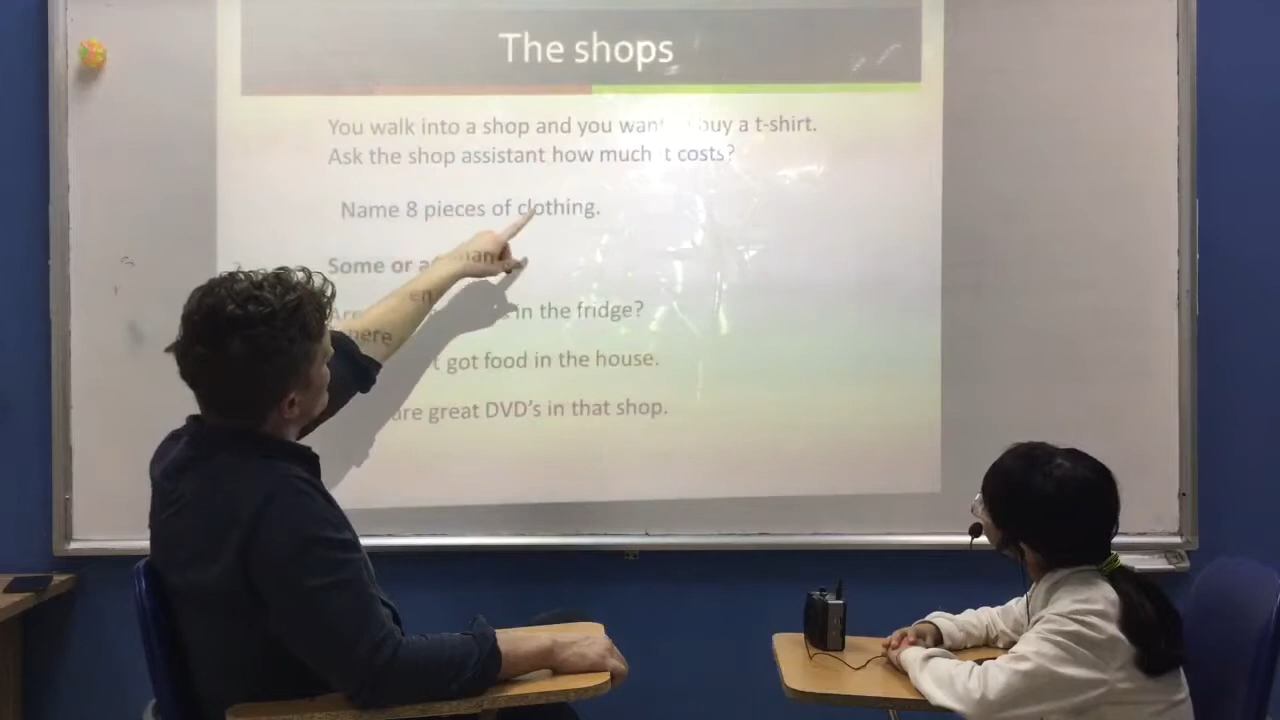 The shops
You walk into a shop and you want buy a t-shirt.
Ask the shop assistant how much it costs?
Name 8 pieces of clothing.
Some or
in the fridge?
got food in the house.
are great DVD's in that shop.